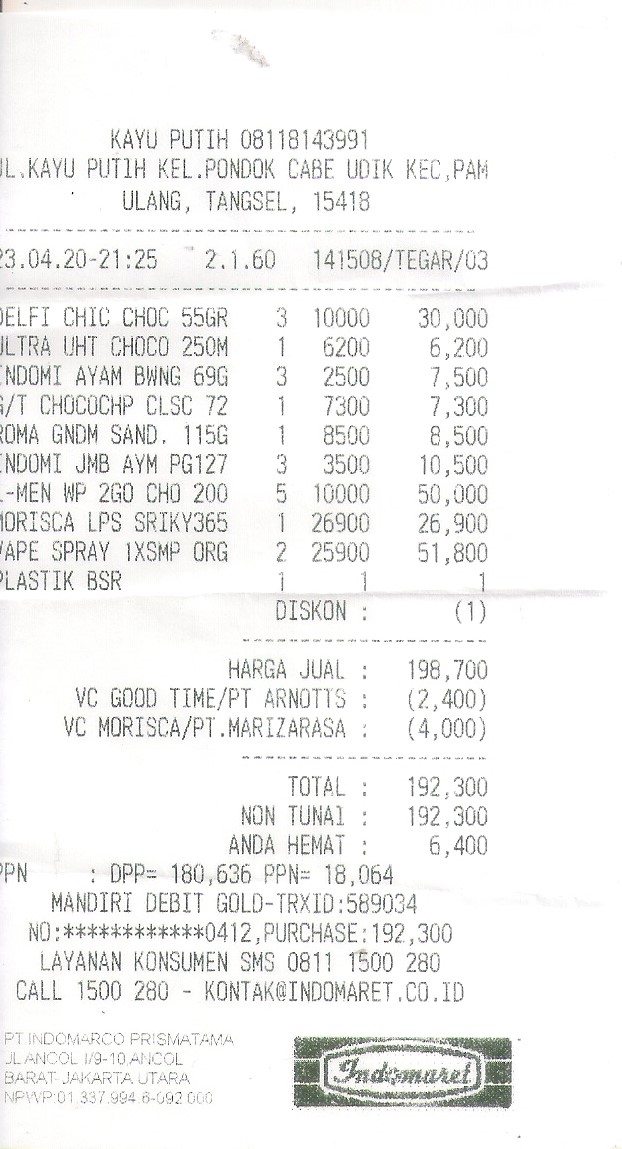 KAYU PUTIH 08118143991
JL.KAYU PUTIH KEL.PONDOK CABE UDIK KEC,PAM
ULANG, TANGSEL, 15418
23.04.20-21:25 2.1.60 141508/TEGAR/03
DELFI CHIC CHOC 55GR 3 10000 30,000
ULTRA UHT CHOCO 250M 1 6200 6,200
INDOMI AYAM BWNG 69G 3 2500 7,500
G/T CHOCOCHP CLSC 72 1 7300 7,300
ROMA GNDM SAND. 115G 1 8500 8,500
INDOMI JMB AYM PG127 3 3500 10,500
L-MEN WP 2GO CHO 200 5 10000 50,000
MORISCA LPS SRIKY365 1 26900 26,900
VAPE SPRAY 1XSMP ORG 2 25900 51,800
PLASTIK BSR 1 1 1
DISKON : (1)
HARGA JUAL : 198,700
VC GOOD TIME/PT ARNOTTS : (2,400)
VC MORISCA/PT.MARIZARASA : (4,000)
TOTAL : 192,300
NON TUNAI : 192,300
ANDA HEMAT : 6,400
PPN : DPP= 180,636 PPN= 18,064
MANDIRI DEBIT GOLD-TRXID:589034
NO:************0412,PURCHASE:192,300
LAYANAN KONSUMEN SMS 0811 1500 280
CALL 1500 280 - KONTAK@INDOMARET.CO.ID
PT.INDOMARCO PRISMATAMA
JL.ANCOL I/9-10,ANCOL
BARAT-JAKARTA UTARA
NPWP:01.337.994.6-092.000
Indomaret